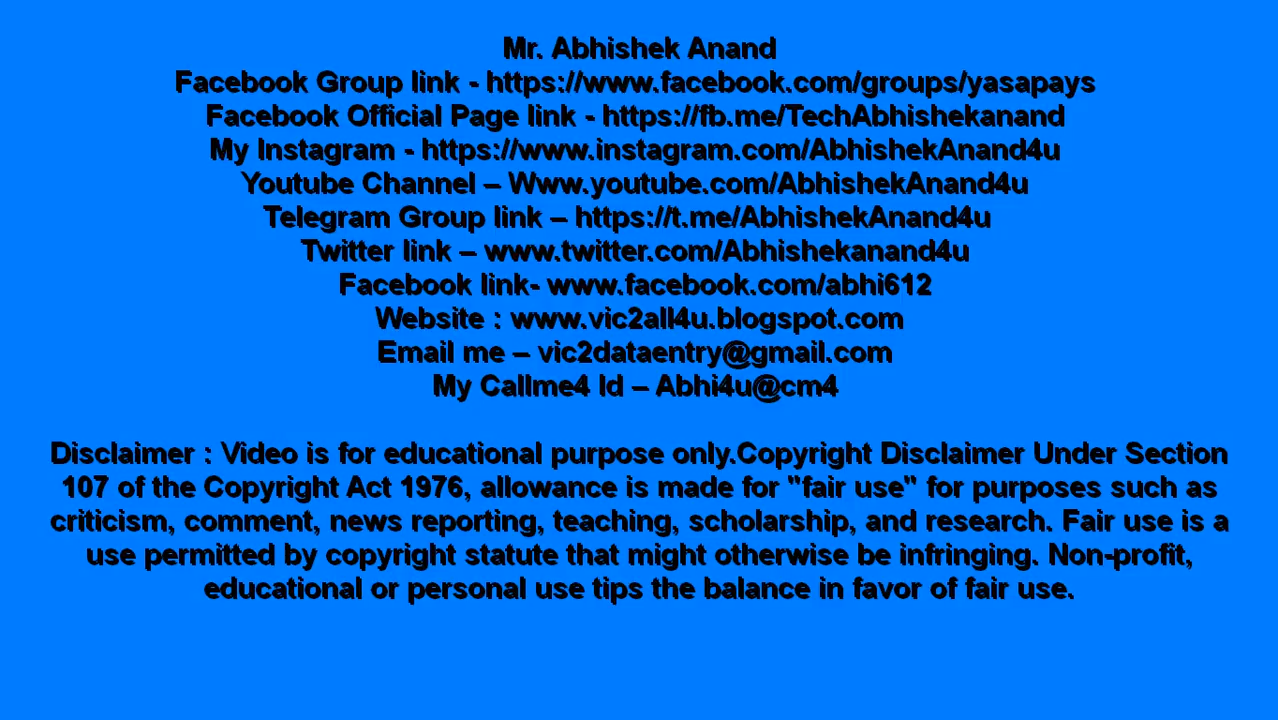 Mr. Abhishek Anand
Facebook Group link - https://www.facebook.com/groups/yasapays
Facebook Official Page link - https://fb.me/TechAbhishekanand
My Instagram - https://www.instagram.com/AbhishekAnand4u
Youtube Channel – Www.youtube.com/AbhishekAnand4u
Telegram Group link – https://t.me/AbhishekAnand4u
Twitter link – www.twitter.com/Abhishekanand4u
Facebook link- www.facebook.com/abhi612
Website : www.vic2all4u.blogspot.com
Email me – vic2dataentry@gmail.com
My Callme4 Id – Abhi4u@cm4
Disclaimer : Video is for educational purpose only.Copyright Disclaimer Under Section
107 of the Copyright Act 1976, allowance is made for "fair use" for purposes such as
criticism, comment, news reporting, teaching, scholarship, and research. Fair use is a
use permitted by copyright statute that might otherwise be infringing. Non-profit,
educational or personal use tips the balance in favor of fair use.